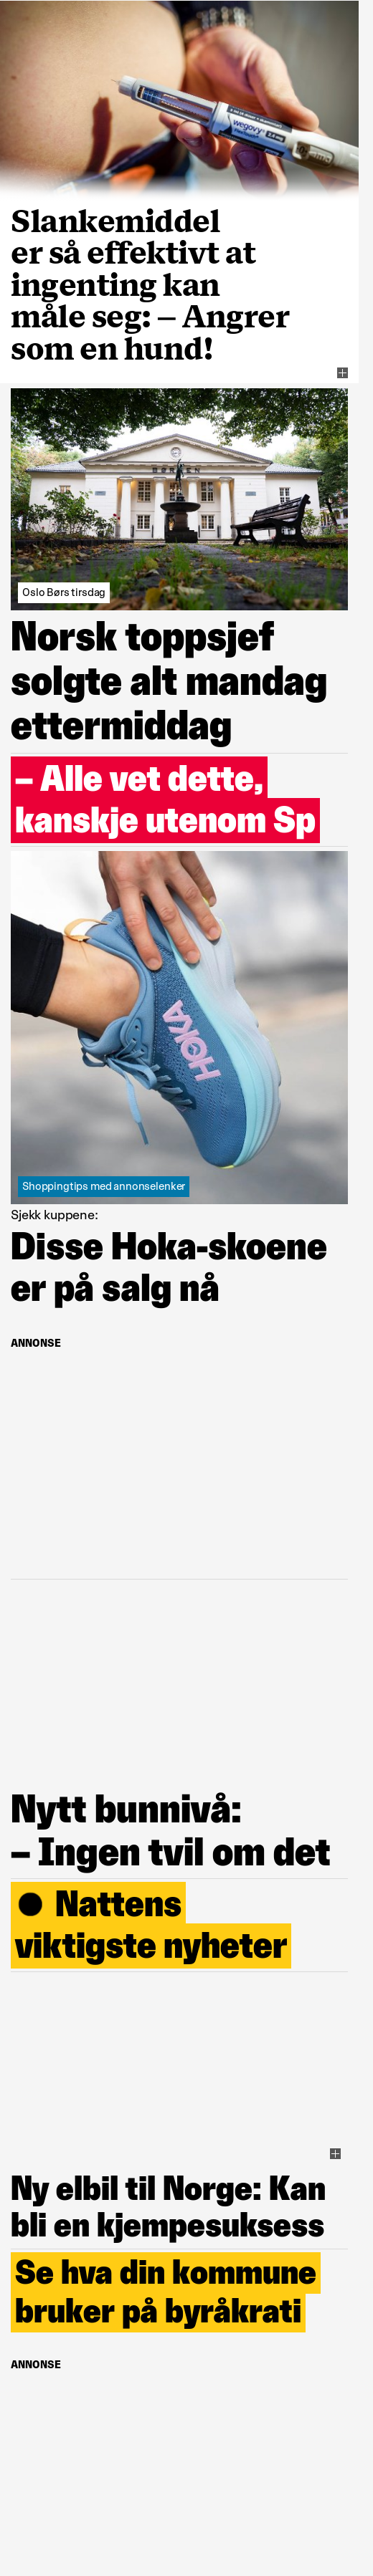 wegovy
Slankemiddel
er så effektivt at
ingenting kan
måle seg: – Angrer
som en hund!
BØRSEN
Oslo Børs tirsdag
Norsk toppsjef
solgte alt mandag
ettermiddag
– Alle vet dette,
kanskje utenom Sp
HOKA
Shoppingtips med annonselenker
Sjekk kuppene:
Disse Hoka-skoene
er på salg nå
ANNONSE
Nytt bunnivå:
– Ingen tvil om det
● Nattens
viktigste nyheter
Ny elbil til Norge: Kan
bli en kjempesuksess
Se hva din kommune
bruker på byråkrati
ANNONSE